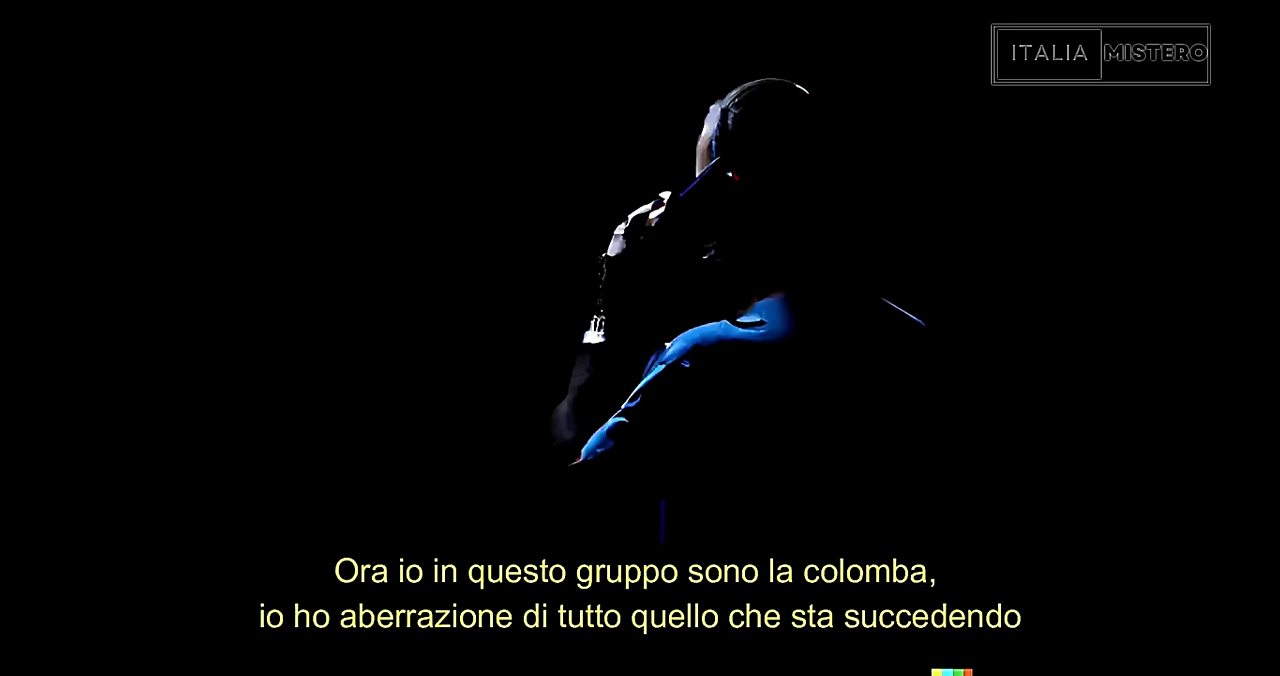 ITALIA MISTERO
Ora io in questo gruppo sono la colomba,
io ho aberrazione di tutto quello che sta succedendo